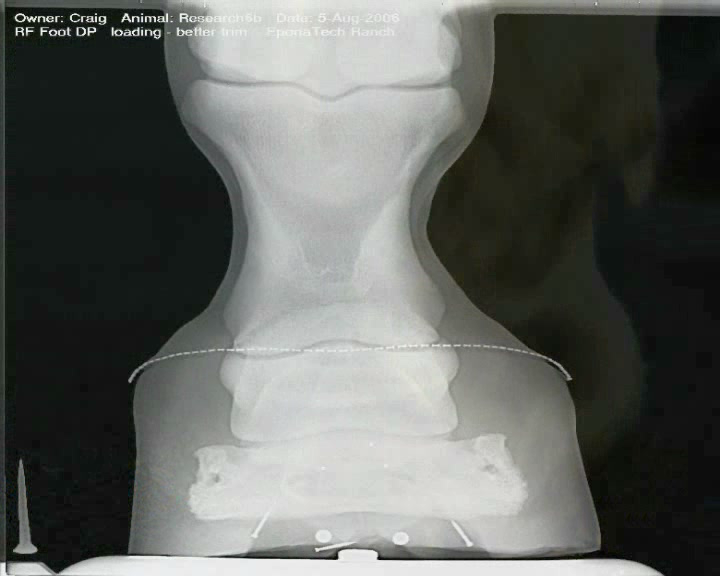 Owner: Craig Animal: Research6b Date: 5-Aug-2006
RF Foot DP loading - better trim EponaTech Ranch